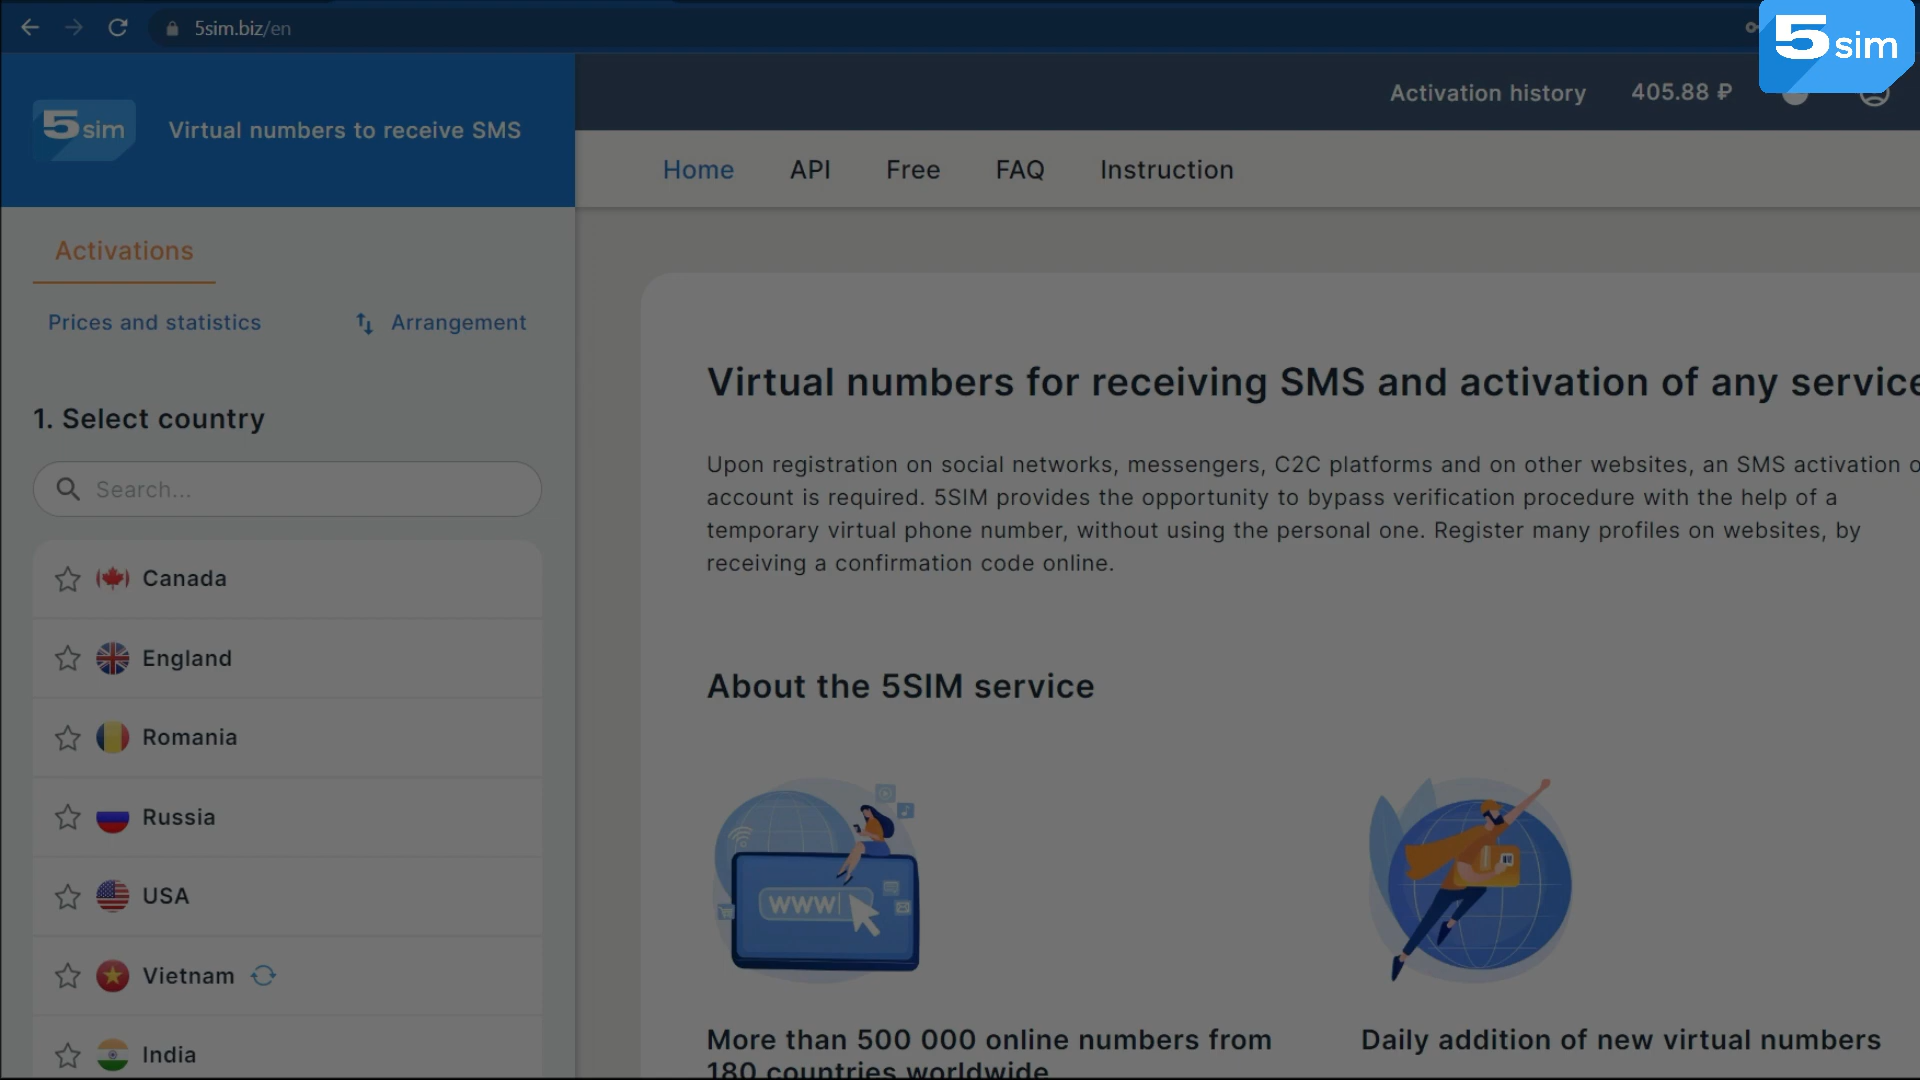 5sim.biz/en
5sim
Activation history
405.88 ₽
5sim
Virtual numbers to receive SMS
Home
API
Free
FAQ
Instruction
Activations
Prices and statistics
Arrangement
1. Select country
Search...
Canada
England
Romania
Russia
USA
Vietnam
India
Virtual numbers for receiving SMS and activation of any service
Upon registration on social networks, messengers, C2C platforms and on other websites, an SMS activation o
account is required. 5SIM provides the opportunity to bypass verification procedure with the help of a
temporary virtual phone number, without using the personal one. Register many profiles on websites, by
receiving a confirmation code online.
About the 5SIM service
WWW
More than 500 000 online numbers from
180 countries worldwide
Daily addition of new virtual numbers